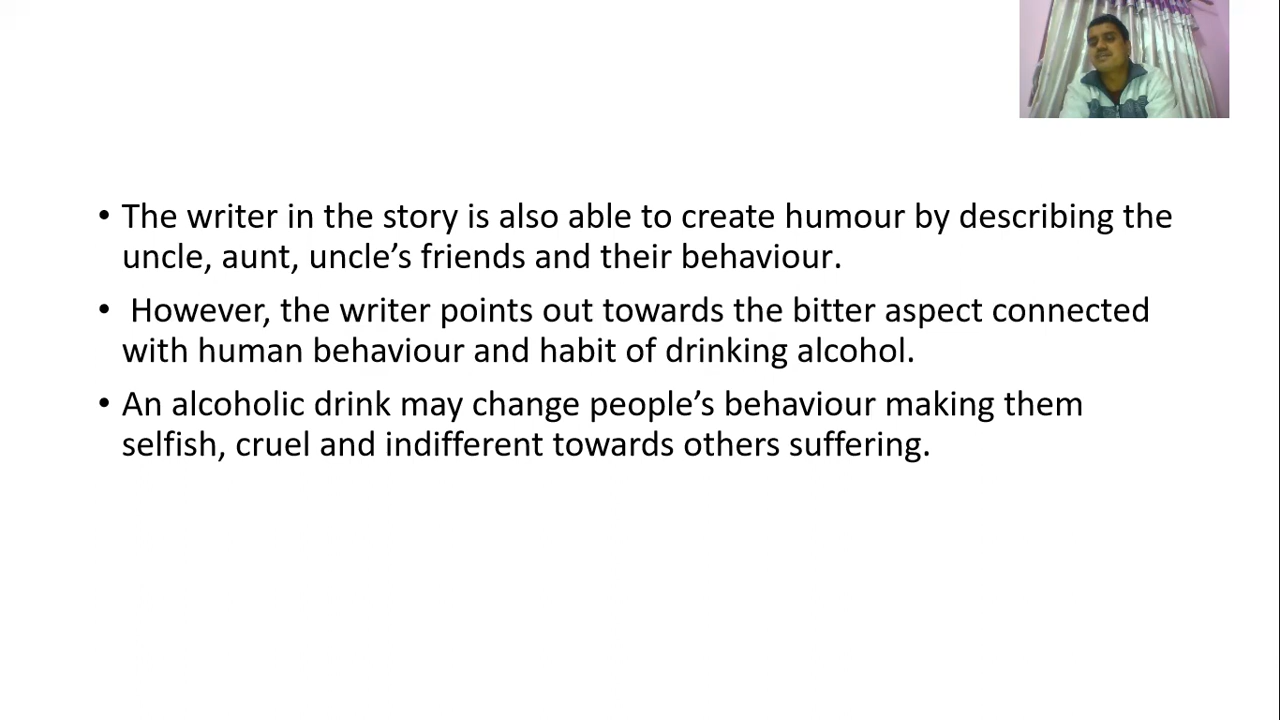 • The writer in the story is also able to create humour by describing the
uncle, aunt, uncle’s friends and their behaviour.
• However, the writer points out towards the bitter aspect connected
with human behaviour and habit of drinking alcohol.
• An alcoholic drink may change people’s behaviour making them
selfish, cruel and indifferent towards others suffering.